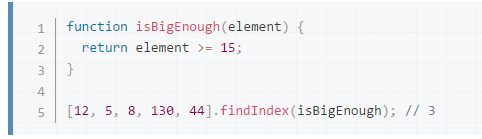 1 function isBigEnough(element) {
2 return element >= 15;
3 }
4
5 [12, 5, 8, 130, 44].findIndex(isBigEnough); // 3